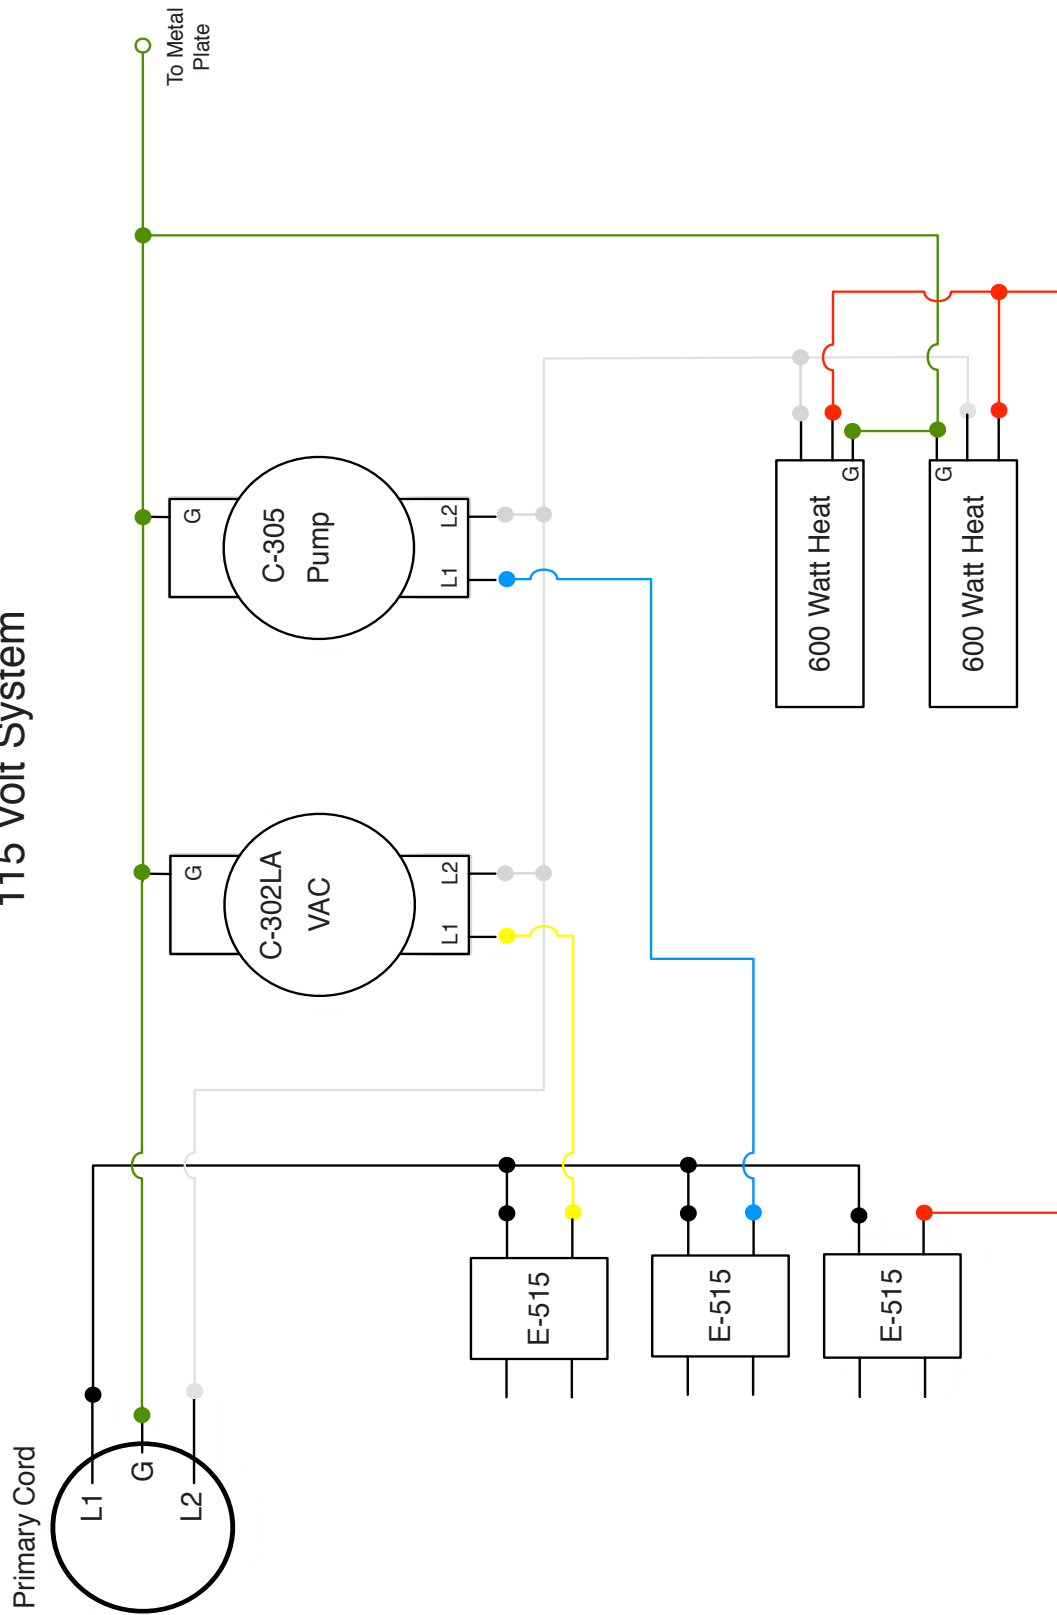 115 Volt System
Primary Cord
L1
G
L2
G
C-302LA
VAC
L1
L2
G
C-305
Pump
L1
L2
To Metal
Plate
E-515
E-515
E-515
600 Watt Heat
G
600 Watt Heat
G